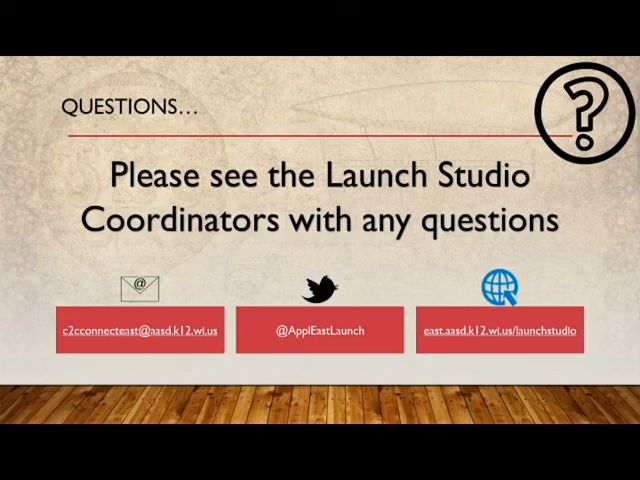 QUESTIONS…
Please see the Launch Studio
Coordinators with any questions
@
c2cconnecteast@aasd.k12.wi.us
@ApplEastLaunch
east.aasd.k12.wi.us/launchstudio